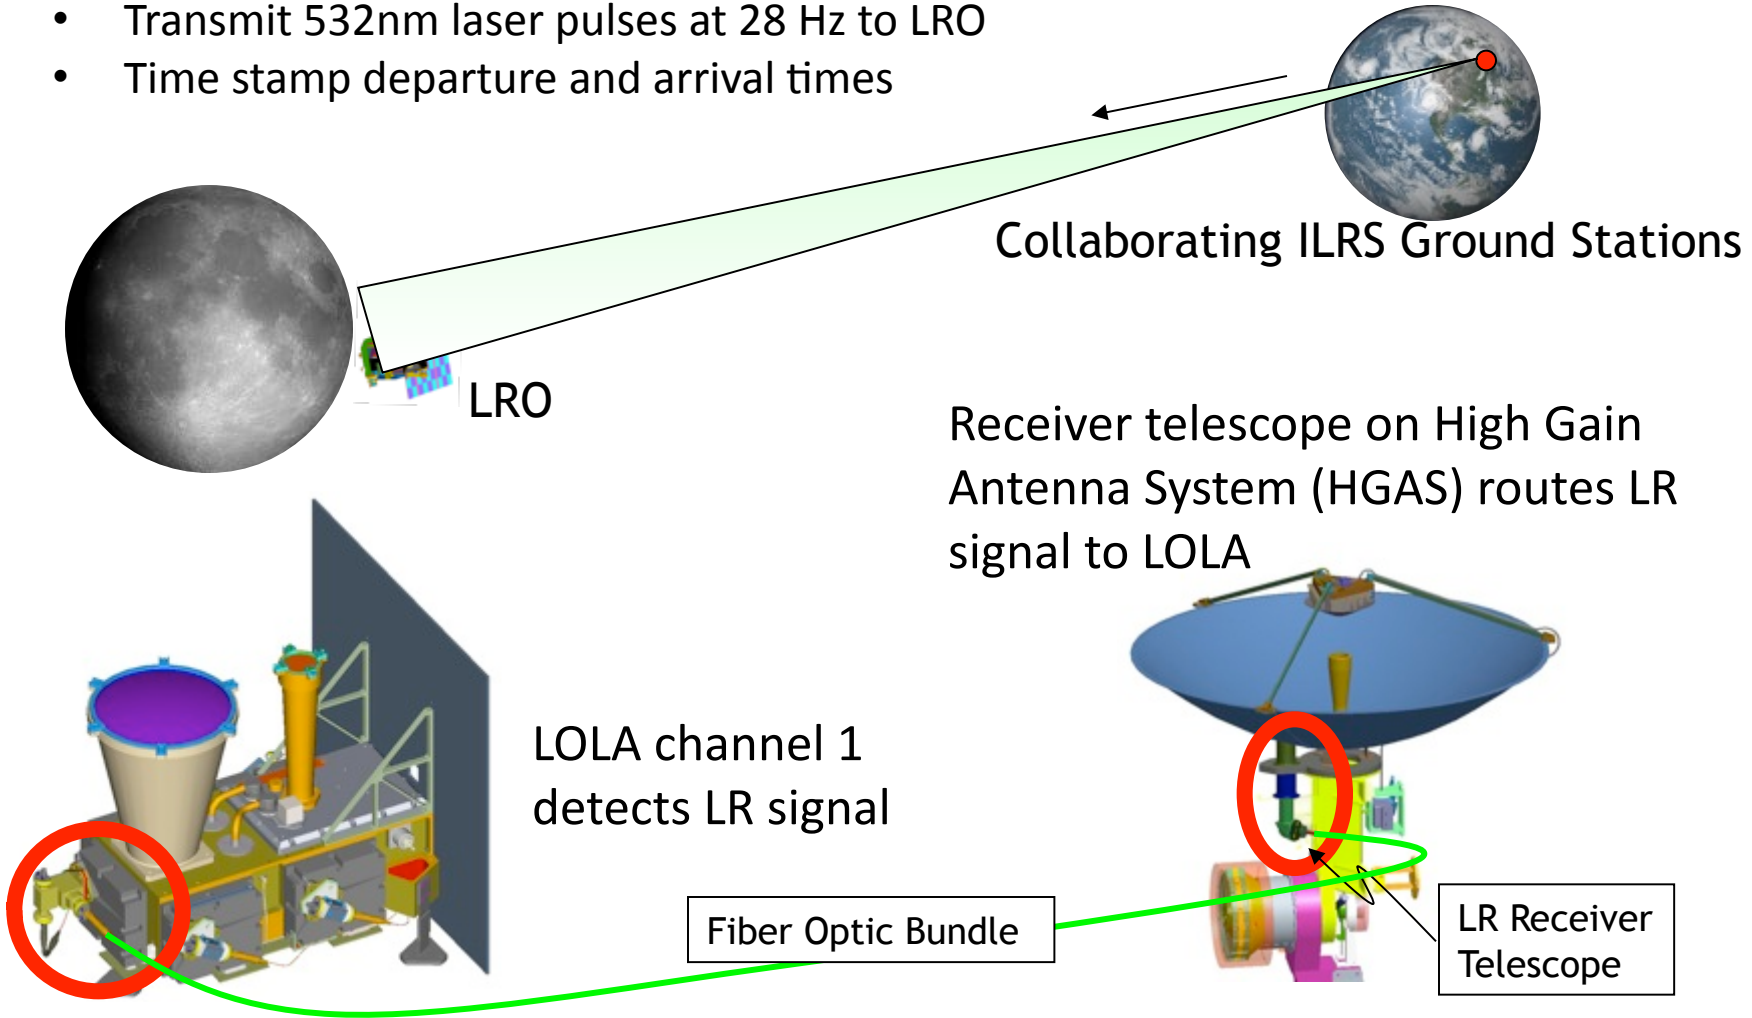 • Transmit 532nm laser pulses at 28 Hz to LRO
• Time stamp departure and arrival times
Collaborating ILRS Ground Stations
LRO
Receiver telescope on High Gain
Antenna System (HGAS) routes LR
signal to LOLA
LOLA channel 1
detects LR signal
Fiber Optic Bundle
LR Receiver
Telescope